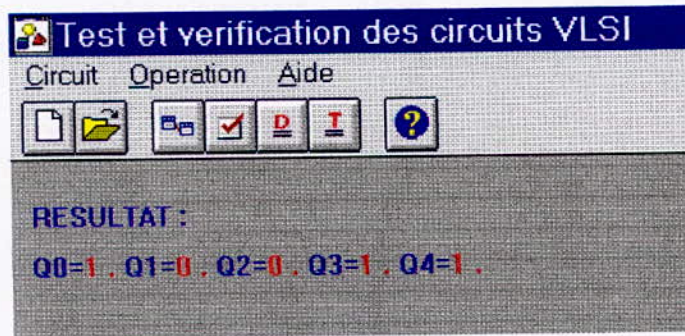 Test et verification des circuits VLSI
Circuit Operation Aide
D T ?
RESULTAT :
Q0=1 . Q1=0 . Q2=0 . Q3=1 . Q4=1 .